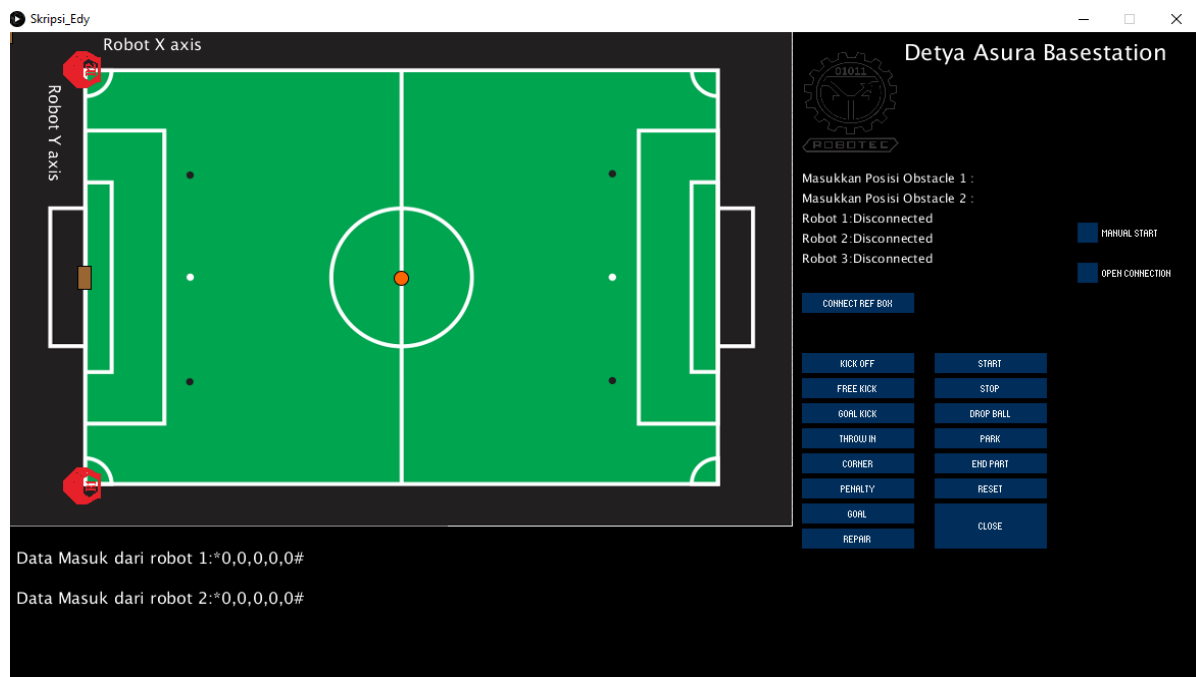 Skripsi_Edy
Robot X axis
Robot Y axis
Detya Asura Basestation
01011
ROBOTEC
Masukkan Posisi Obstacle 1 :
Masukkan Posisi Obstacle 2 :
Robot 1:Disconnected
Robot 2:Disconnected
Robot 3:Disconnected
MANUAL START
OPEN CONNECTION
CONNECT REF BOX
KICK OFF
START
FREE KICK
STOP
GOAL KICK
DROP BALL
THROW IN
PARK
CORNER
END PART
PENALTY
RESET
GOAL
CLOSE
REPAIR
Data Masuk dari robot 1:*0,0,0,0,0#
Data Masuk dari robot 2:*0,0,0,0,0#